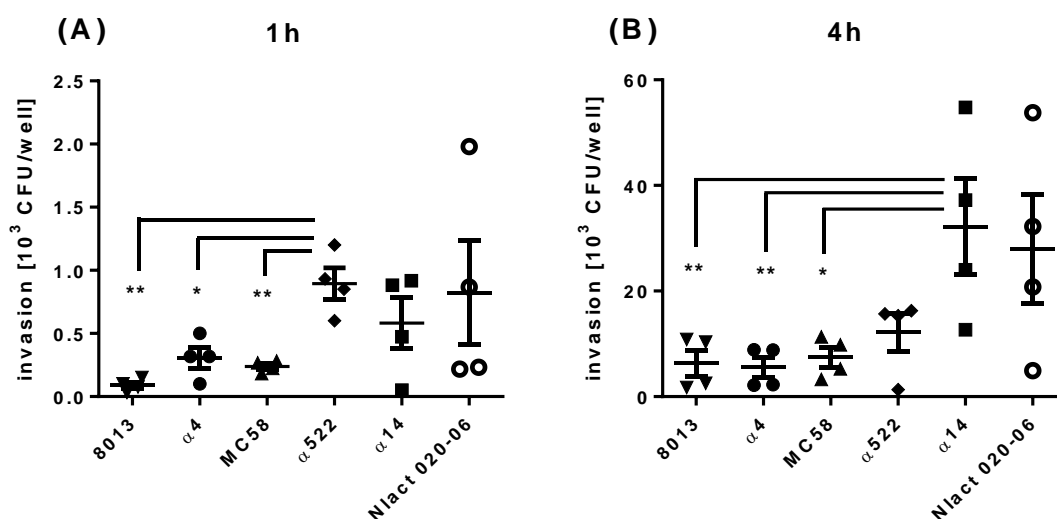 (A) 1h
invasion [10³ CFU/well]
2.5
2.0
1.5
1.0
0.5
0.0
** * **
8013 α4 MC58 α522 α14 Nlact 020-06
(B) 4h
invasion [10³ CFU/well]
60
40
20
0
** ** *
8013 α4 MC58 α522 α14 Nlact 020-06